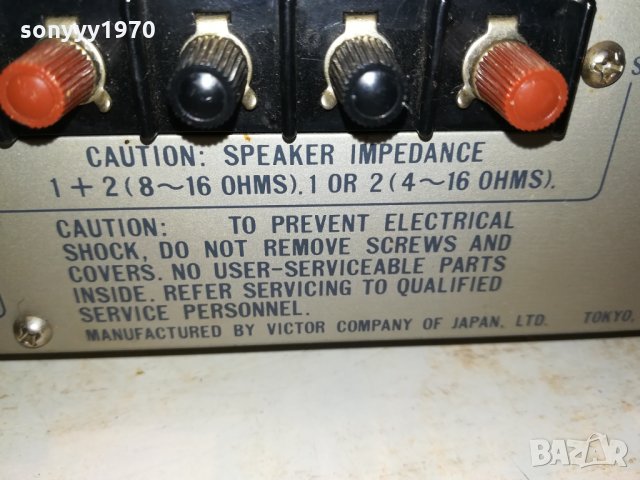 sonyyy1970
S
CAUTION: SPEAKER IMPEDANCE
1+2(8~16 OHMS).1 OR 2(4~16 OHMS).
CAUTION: TO PREVENT ELECTRICAL
SHOCK, DO NOT REMOVE SCREWS AND
COVERS. NO USER-SERVICEABLE PARTS
INSIDE. REFER SERVICING TO QUALIFIED
SERVICE PERSONNEL.
MANUFACTURED BY VICTOR COMPANY OF JAPAN, LTD. TOKYO,
BAZAR